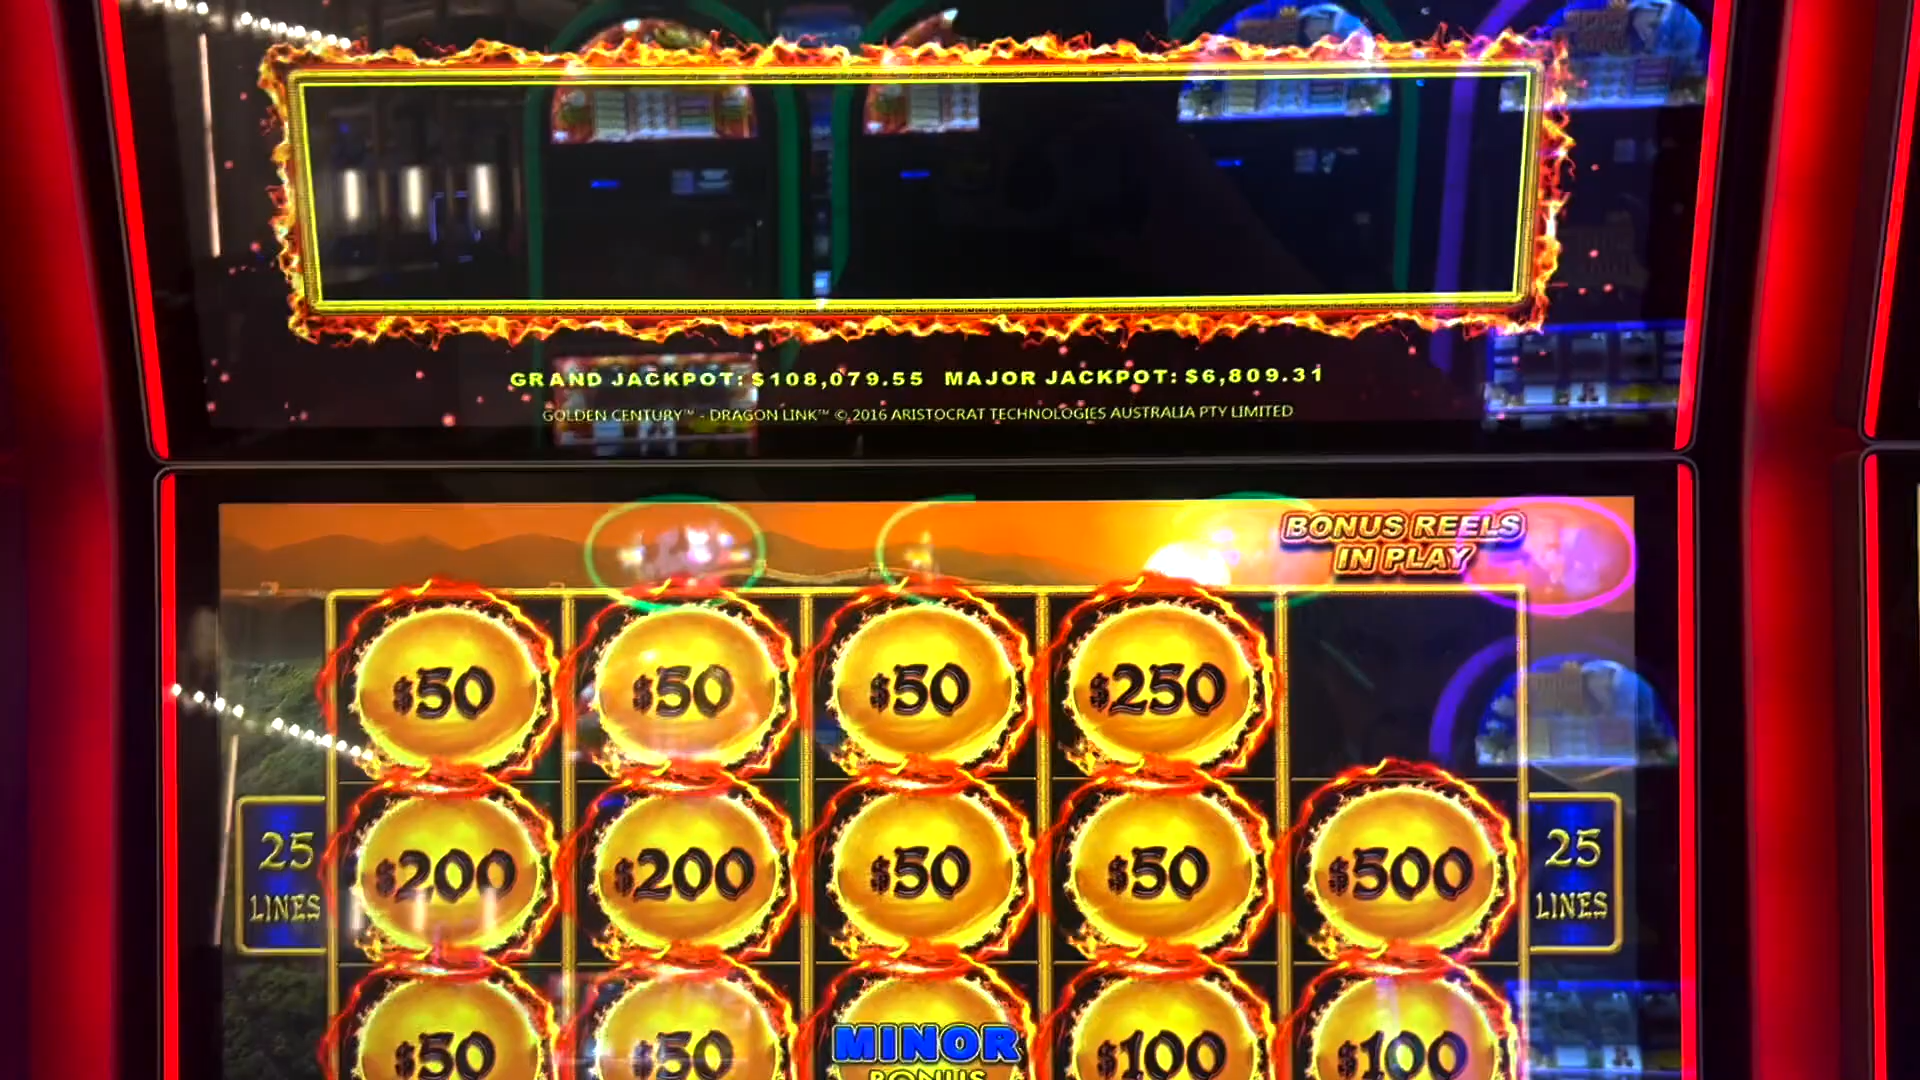 GRAND JACKPOT: $108,079.55 MAJOR JACKPOT: $6,809.31
GOLDEN CENTURY™ - DRAGON LINK™ © 2016 ARISTOCRAT TECHNOLOGIES AUSTRALIA PTY LIMITED
BONUS REELS
IN PLAY
$50 $50 $50 $250
25 LINES
$200 $200 $50 $50 $500
25 LINES
$50 $50 MINOR BONUS $100 $100